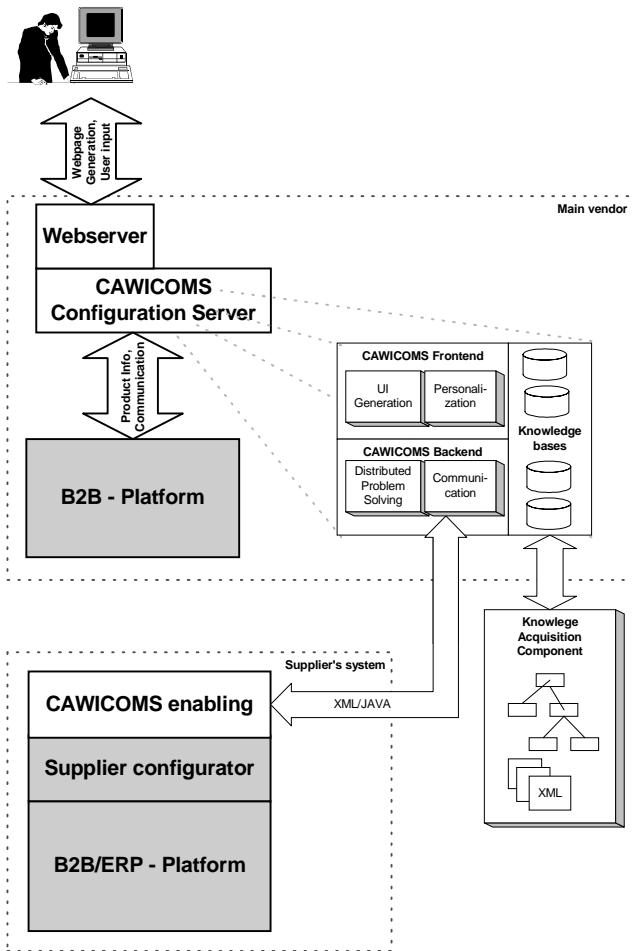 Webpage
Generation,
User input
Main vendor
Webserver
CAWICOMS
Configuration Server
Product Info,
Communication
B2B - Platform
CAWICOMS Frontend
UI
Generation
Personali-
zation
CAWICOMS Backend
Distributed
Problem
Solving
Communi-
cation
Knowledge
bases
Knowlege
Acquisition
Component
XML
Supplier's system
CAWICOMS enabling
XML/JAVA
Supplier configurator
B2B/ERP - Platform